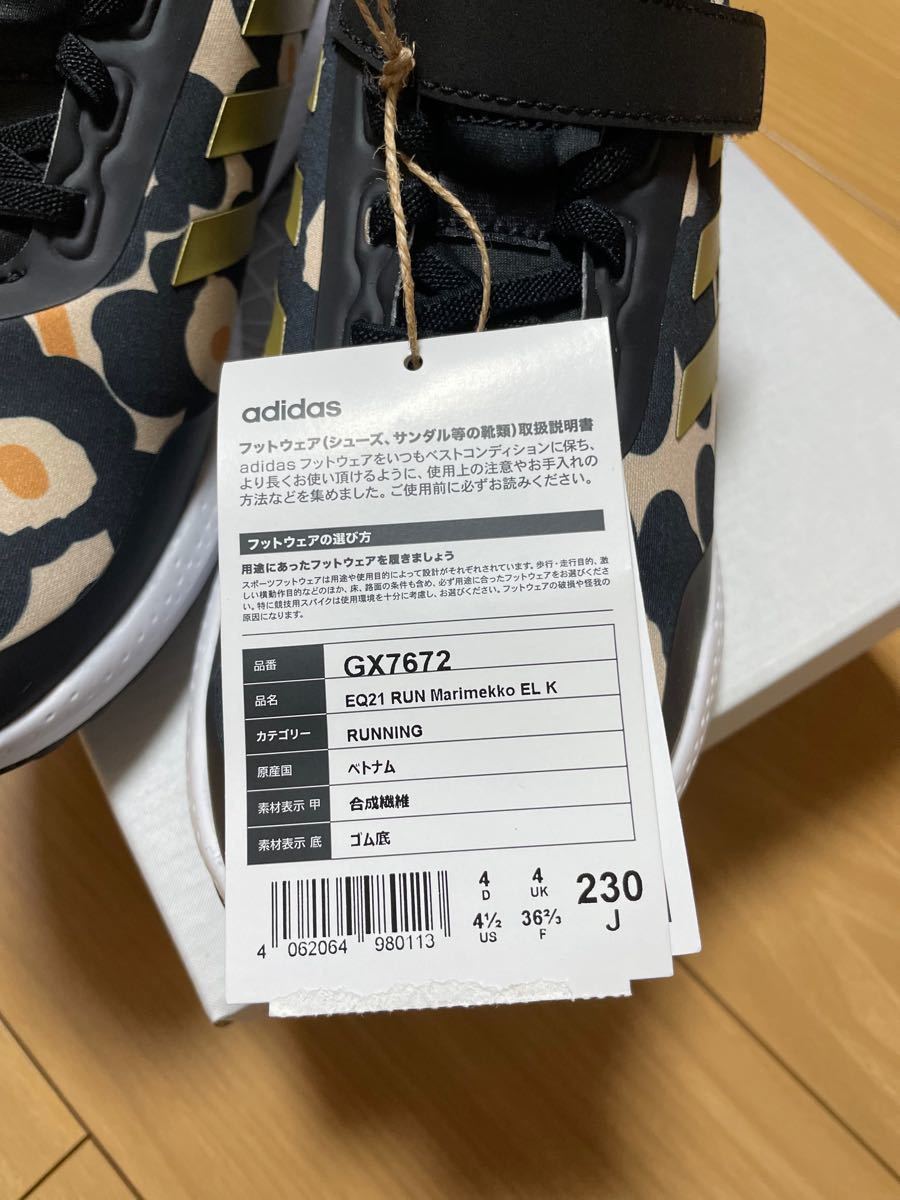 adidas
フットウェア(シューズ、サンダル等の靴類)取扱説明書
adidas フットウェアをいつもベストコンディションに保ち、
より長くお使い頂けるように、使用上の注意やお手入れの
方法などを集めました。ご使用前に必ずお読みください。
フットウェアの選び方
用途にあったフットウェアを履きましょう
スポーツフットウェアは用途や使用目的によって設計がそれぞれされています。歩行・走行目的、激
しい横動作目的などのほか、床、路面の条件も含め、必ず用途に合ったフットウェアをお選びくださ
い。特に競技用スパイクは使用環境を十分に考慮し、お選びください。フットウェアの破損や怪我の
原因になります。
品番 GX7672
品名 EQ21 RUN Marimekko EL K
カテゴリー RUNNING
原産国 ベトナム
素材表示 甲 合成繊維
素材表示 底 ゴム底
4 062064 980113
4 4 230
D UK J
4½ 36⅔
US F